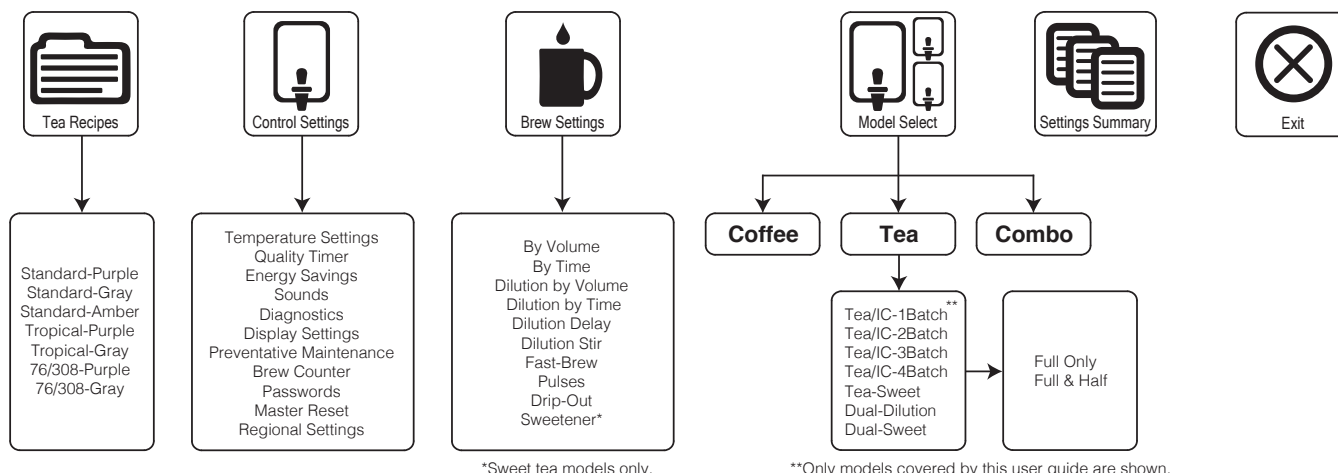 Tea Recipes
Control Settings
Brew Settings
Model Select
Settings Summary
Exit
Standard-Purple
Standard-Gray
Standard-Amber
Tropical-Purple
Tropical-Gray
76/308-Purple
76/308-Gray
Temperature Settings
Quality Timer
Energy Savings
Sounds
Diagnostics
Display Settings
Preventative Maintenance
Brew Counter
Passwords
Master Reset
Regional Settings
By Volume
By Time
Dilution by Volume
Dilution by Time
Dilution Delay
Dilution Stir
Fast-Brew
Pulses
Drip-Out
Sweetener*
*Sweet tea models only.
Coffee
Tea
Combo
Tea/IC-1Batch**
Tea/IC-2Batch
Tea/IC-3Batch
Tea/IC-4Batch
Tea-Sweet
Dual-Dilution
Dual-Sweet
Full Only
Full & Half
**Only models covered by this user guide are shown.